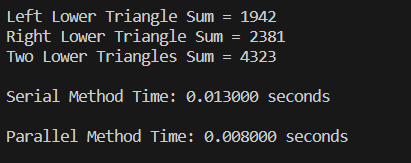 Left Lower Triangle Sum = 1942
Right Lower Triangle Sum = 2381
Two Lower Triangles Sum = 4323
Serial Method Time: 0.013000 seconds
Parallel Method Time: 0.008000 seconds